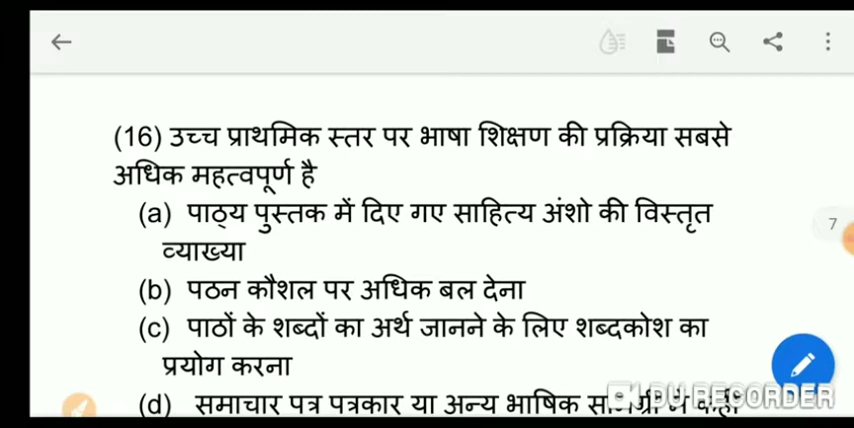 (16) उच्च प्राथमिक स्तर पर भाषा शिक्षण की प्रक्रिया सबसे
अधिक महत्वपूर्ण है
(a) पाठ्य पुस्तक में दिए गए साहित्य अंशो की विस्तृत
व्याख्या
7
(b) पठन कौशल पर अधिक बल देना
(c) पाठों के शब्दों का अर्थ जानने के लिए शब्दकोश का
प्रयोग करना
(d) समाचार पत्र पत्रकार या अन्य भाषिक
DU RECORDER